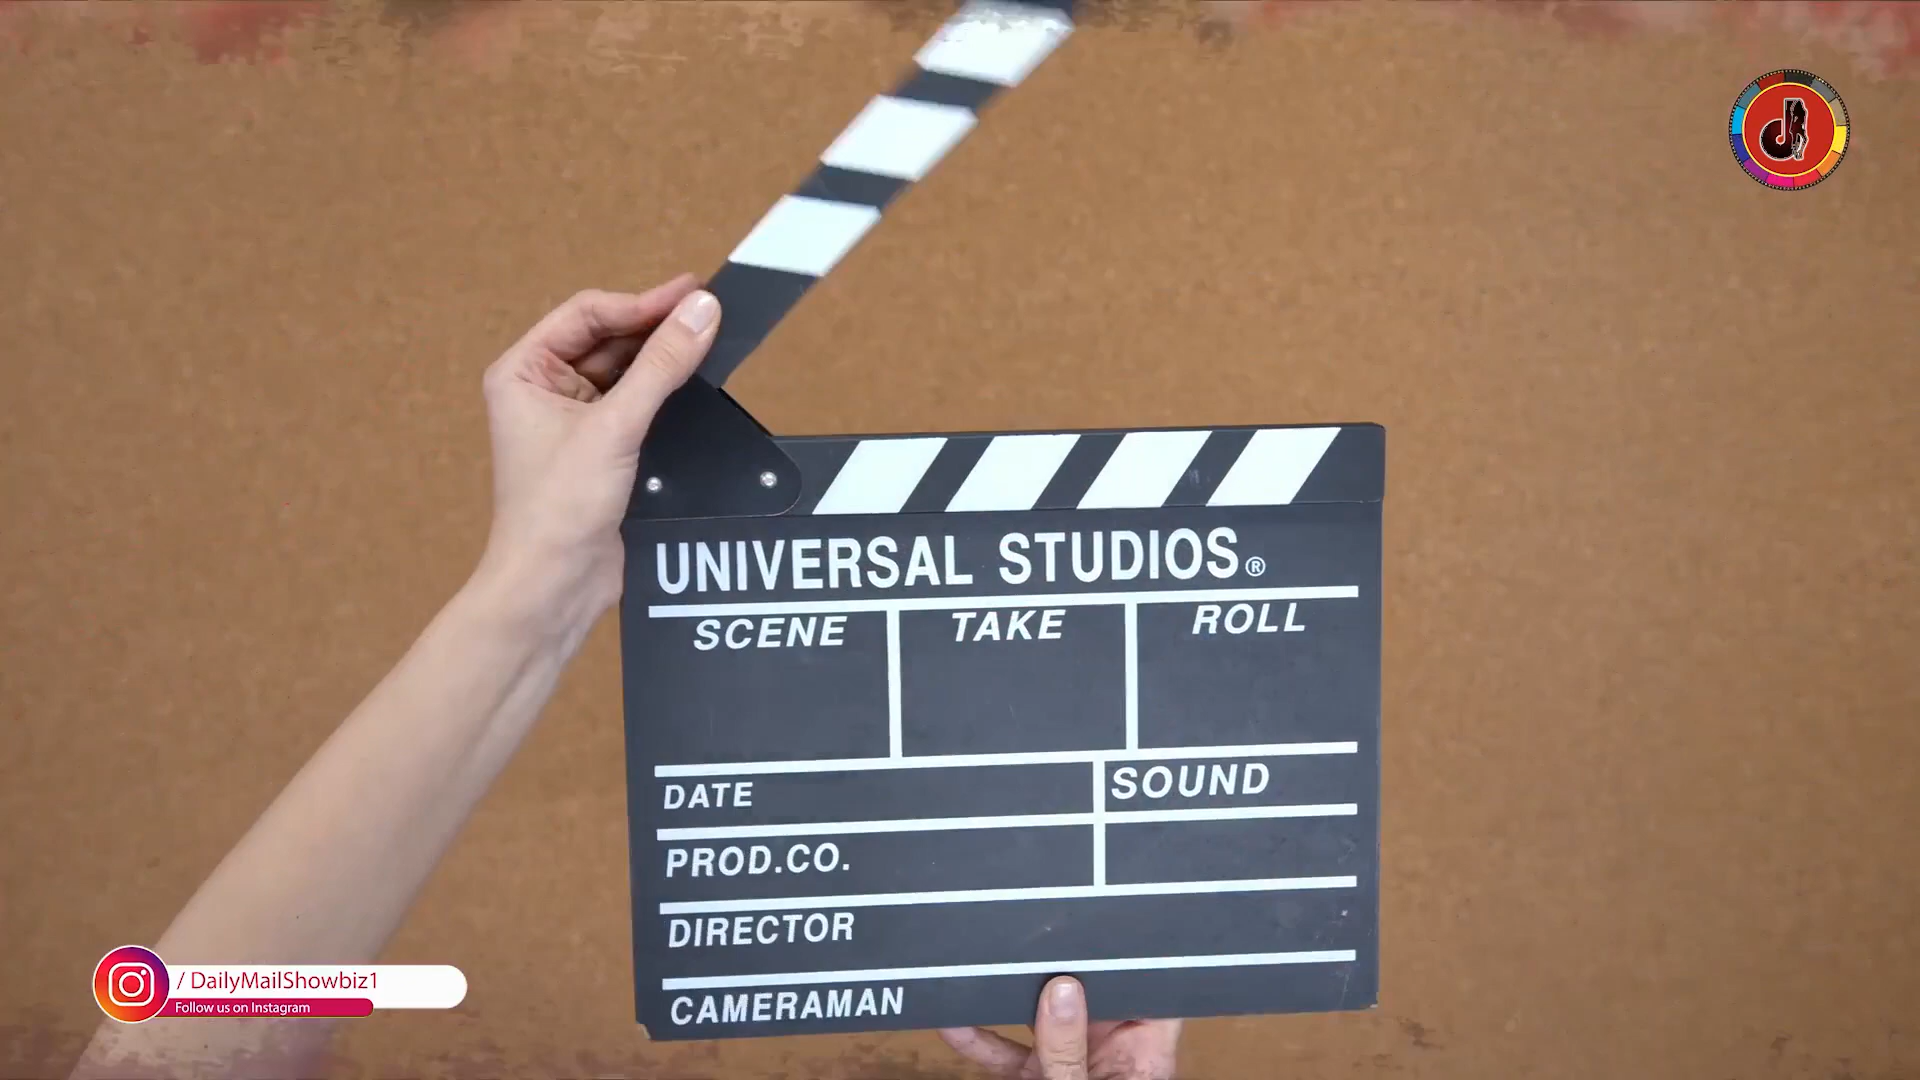 UNIVERSAL STUDIOS®
SCENE TAKE ROLL
DATE SOUND
PROD.CO.
DIRECTOR
CAMERAMAN
/ DailyMailShowbiz1
Follow us on Instagram